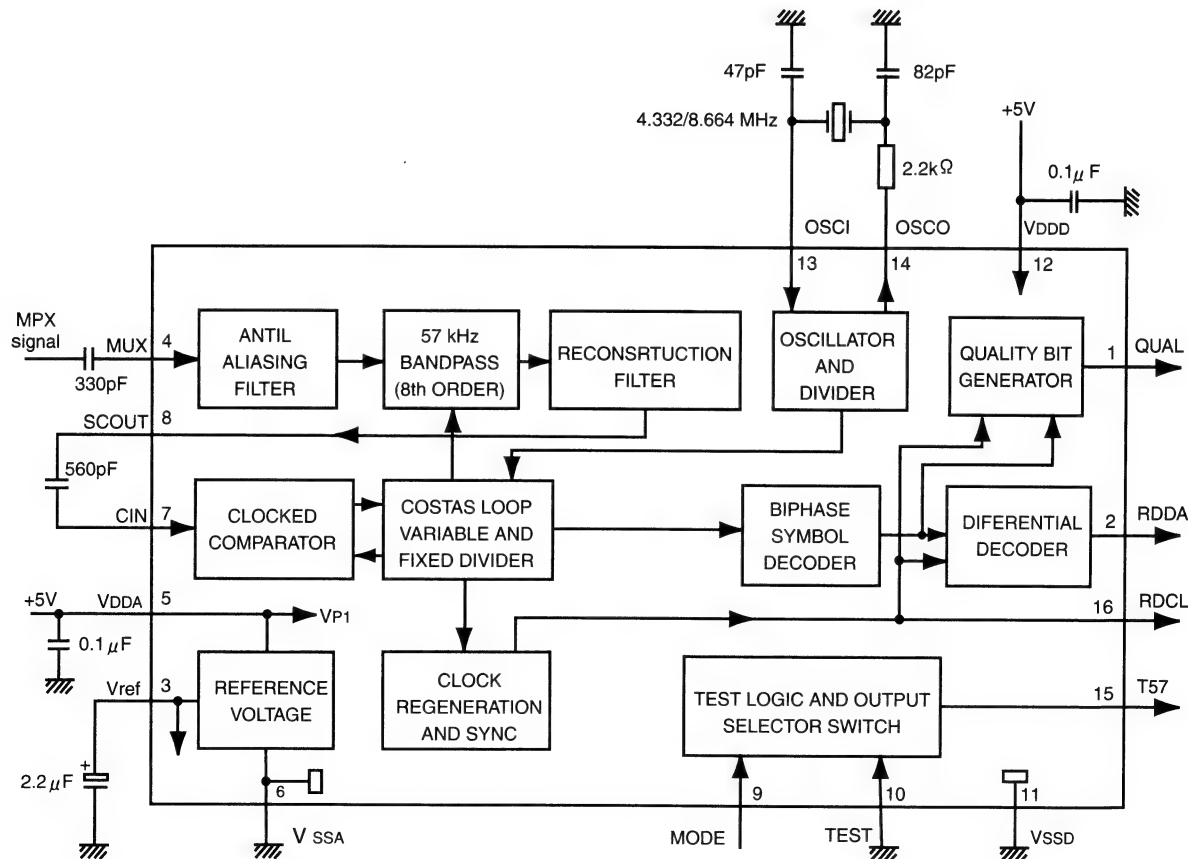 47pF
82pF
4.332/8.664 MHz
+5V
2.2kΩ
0.1μF
OSCI
OSCO
VDDD
13
14
12
MPX
signal
MUX
4
330pF
ANTIL
ALIASING
FILTER
57 kHz
BANDPASS
(8th ORDER)
RECONSRTUCTION
FILTER
OSCILLATOR
AND
DIVIDER
QUALITY BIT
GENERATOR
1
QUAL
SCOUT
8
560pF
CIN
7
CLOCKED
COMPARATOR
COSTAS LOOP
VARIABLE AND
FIXED DIVIDER
BIPHASE
SYMBOL
DECODER
DIFERENTIAL
DECODER
2
RDDA
+5V
VDDA
5
VP1
0.1μF
16
RDCL
Vref
3
REFERENCE
VOLTAGE
CLOCK
REGENERATION
AND SYNC
TEST LOGIC AND OUTPUT
SELECTOR SWITCH
15
T57
+
2.2μF
6
V SSA
9
MODE
10
TEST
11
VSSD